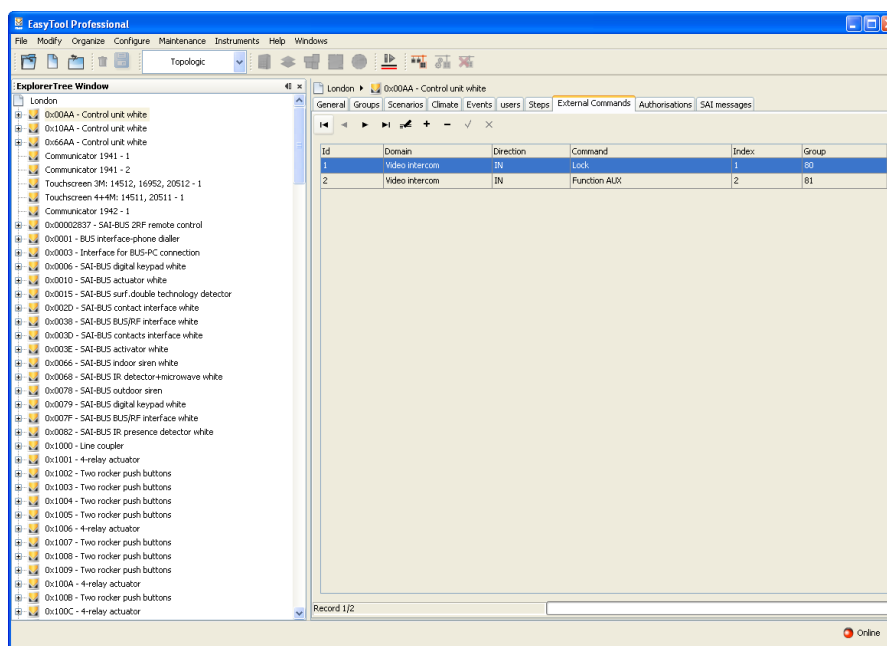 EasyTool Professional
File Modify Organize Configure Maintenance Instruments Help Windows
Topologic
ExplorerTree Window
London
0x00AA - Control unit white
0x10AA - Control unit white
0x66AA - Control unit white
Communicator 1941 - 1
Communicator 1941 - 2
Touchscreen 3M: 14512, 16952, 20512 - 1
Touchscreen 4+4M: 14511, 20511 - 1
Communicator 1942 - 1
0x00002837 - SAI-BUS 2RF remote control
0x0001 - BUS interface-phone dialler
0x0003 - Interface for BUS-PC connection
0x0006 - SAI-BUS digital keypad white
0x0010 - SAI-BUS actuator white
0x0015 - SAI-BUS surf.double technology detector
0x002D - SAI-BUS contact interface white
0x0038 - SAI-BUS BUS/RF interface white
0x003D - SAI-BUS contacts interface white
0x003E - SAI-BUS activator white
0x0066 - SAI-BUS indoor siren white
0x0068 - SAI-BUS IR detector+microwave white
0x0078 - SAI-BUS outdoor siren
0x0079 - SAI-BUS digital keypad white
0x007F - SAI-BUS BUS/RF interface white
0x0082 - SAI-BUS IR presence detector white
0x1000 - Line coupler
0x1001 - 4-relay actuator
0x1002 - Two rocker push buttons
0x1003 - Two rocker push buttons
0x1004 - Two rocker push buttons
0x1005 - Two rocker push buttons
0x1006 - 4-relay actuator
0x1007 - Two rocker push buttons
0x1008 - Two rocker push buttons
0x1009 - Two rocker push buttons
0x100A - 4-relay actuator
0x100B - Two rocker push buttons
0x100C - 4-relay actuator
London 0x00AA - Control unit white
General Groups Scenarios Climate Events users Steps External Commands Authorisations SAI messages
Id Domain Direction Command Index Group
1 Video intercom IN Lock 1 80
2 Video intercom IN Function AUX 2 81
Record 1/2
Online